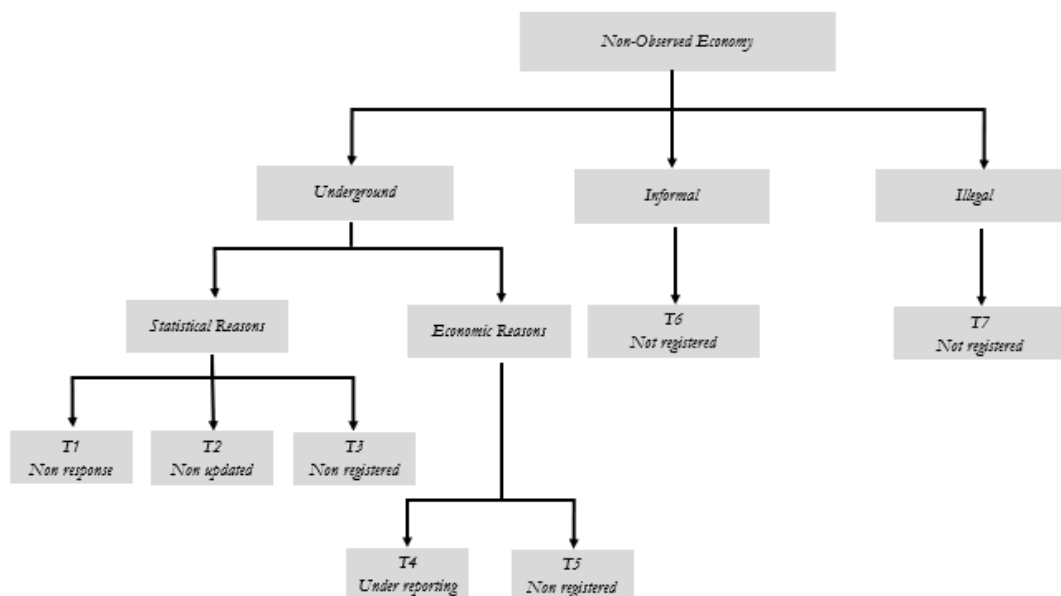 Non-Observed Economy
Underground
Informal
Illegal
Statistical Reasons
Economic Reasons
T6
Not registered
T7
Not registered
T1
Non response
T2
Non updated
T3
Non registered
T4
Under reporting
T5
Non registered